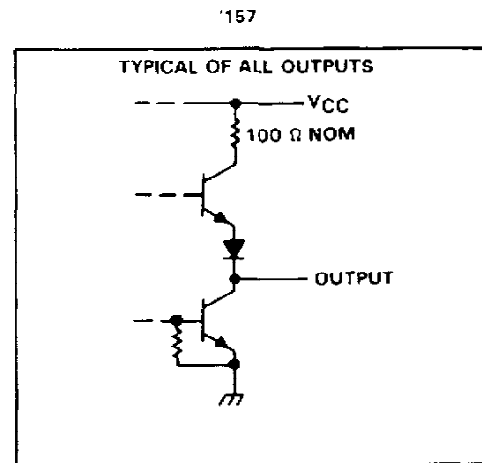 '157
TYPICAL OF ALL OUTPUTS
VCC
100 Ω NOM
OUTPUT